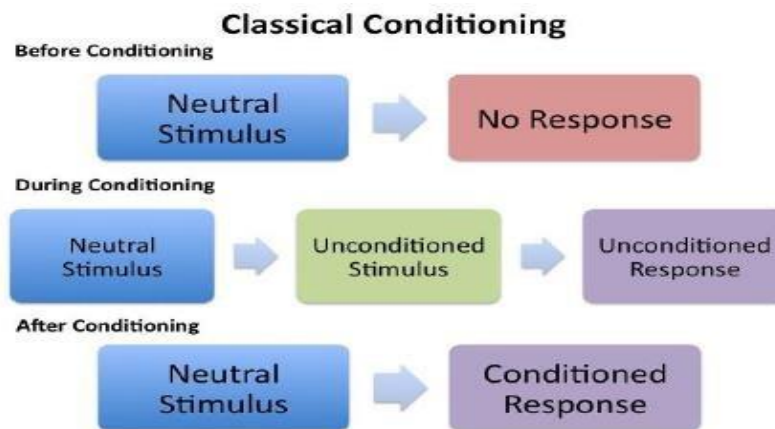 Classical Conditioning
Before Conditioning
Neutral
Stimulus
No Response
During Conditioning
Neutral
Stimulus
Unconditioned
Stimulus
Unconditioned
Response
After Conditioning
Neutral
Stimulus
Conditioned
Response